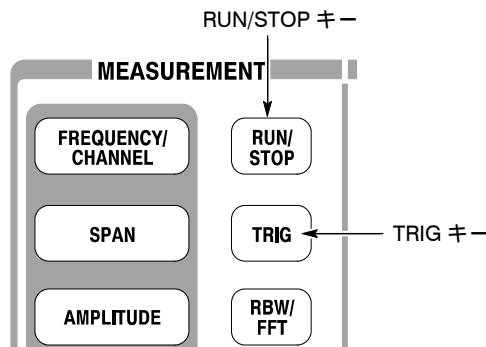 RUN/STOP キー
MEASUREMENT
FREQUENCY/
CHANNEL
RUN/
STOP
SPAN
TRIG
TRIG キー
AMPLITUDE
RBW/
FFT